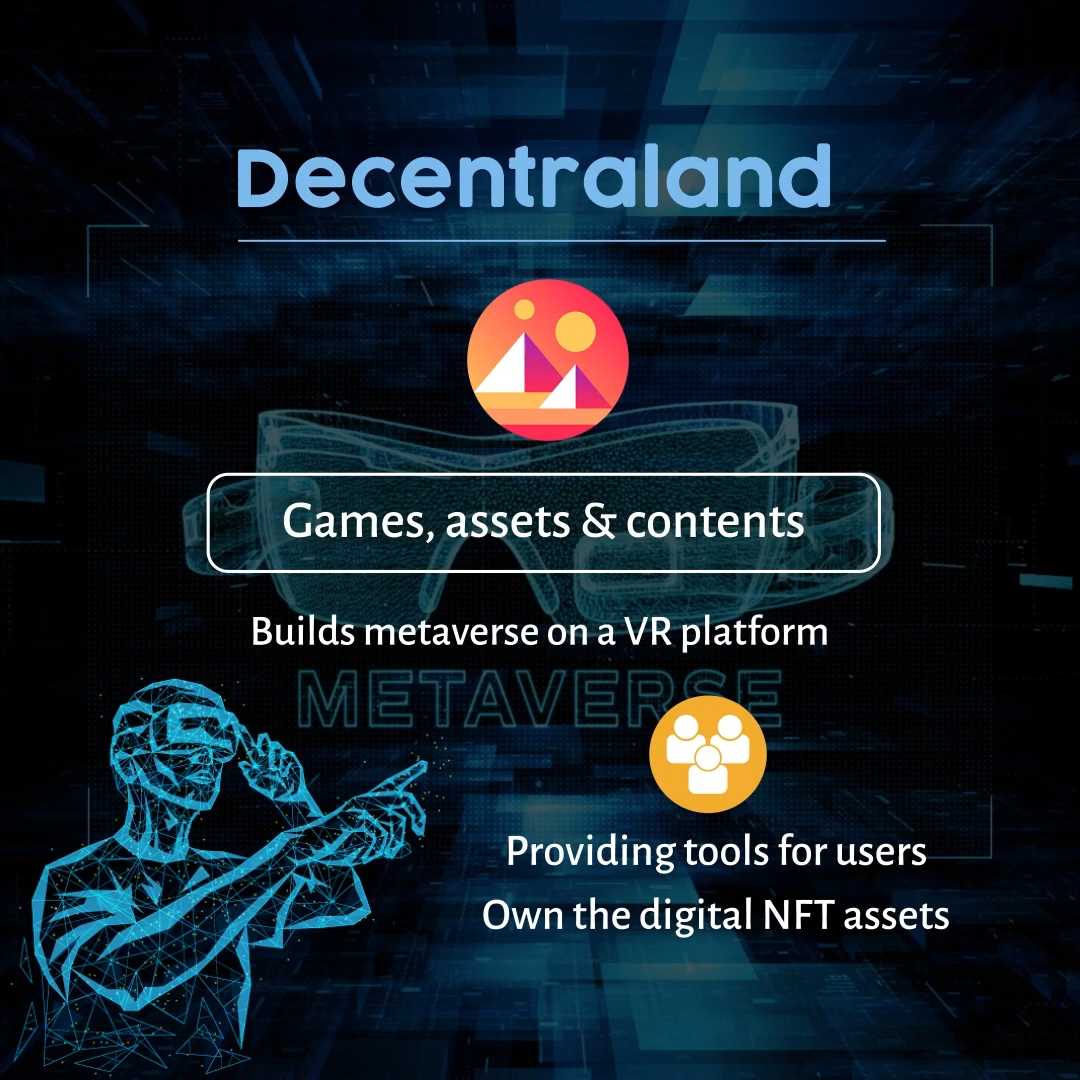 Decentraland
Games, assets & contents
Builds metaverse on a VR platform
METAVERSE
Providing tools for users
Own the digital NFT assets